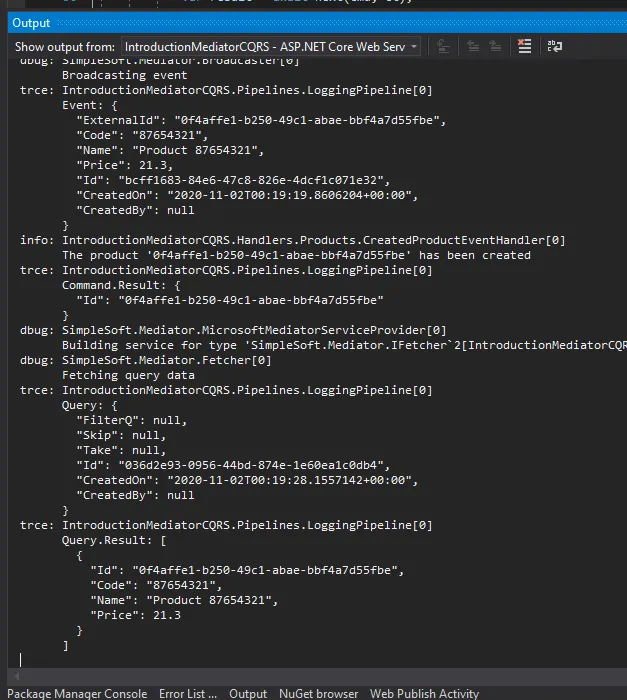 Output
Show output from: IntroductionMediatorCQRS - ASP.NET Core Web Serv
dbug: SimpleSoft.Mediator.Broadcaster[0]
Broadcasting event
trce: IntroductionMediatorCQRS.Pipelines.LoggingPipeline[0]
Event: {
"ExternalId": "0f4affe1-b250-49c1-abae-bbf4a7d55fbe",
"Code": "87654321",
"Name": "Product 87654321",
"Price": 21.3,
"Id": "bcff1683-84e6-47c8-826e-4dcf1c071e32",
"CreatedOn": "2020-11-02T00:19:19.8606204+00:00",
"CreatedBy": null
}
info: IntroductionMediatorCQRS.Handlers.Products.CreatedProductEventHandler[0]
The product '0f4affe1-b250-49c1-abae-bbf4a7d55fbe' has been created
trce: IntroductionMediatorCQRS.Pipelines.LoggingPipeline[0]
Command.Result: {
"Id": "0f4affe1-b250-49c1-abae-bbf4a7d55fbe"
}
dbug: SimpleSoft.Mediator.MicrosoftMediatorServiceProvider[0]
Building service for type 'SimpleSoft.Mediator.IFetcher`2[IntroductionMediatorCQR
dbug: SimpleSoft.Mediator.Fetcher[0]
Fetching query data
trce: IntroductionMediatorCQRS.Pipelines.LoggingPipeline[0]
Query: {
"FilterQ": null,
"Skip": null,
"Take": null,
"Id": "036d2e93-0956-44bd-874e-1e60ea1c0db4",
"CreatedOn": "2020-11-02T00:19:28.1557142+00:00",
"CreatedBy": null
}
trce: IntroductionMediatorCQRS.Pipelines.LoggingPipeline[0]
Query.Result: [
{
"Id": "0f4affe1-b250-49c1-abae-bbf4a7d55fbe",
"Code": "87654321",
"Name": "Product 87654321",
"Price": 21.3
}
]
Package Manager Console Error List ... Output NuGet browser Web Publish Activity